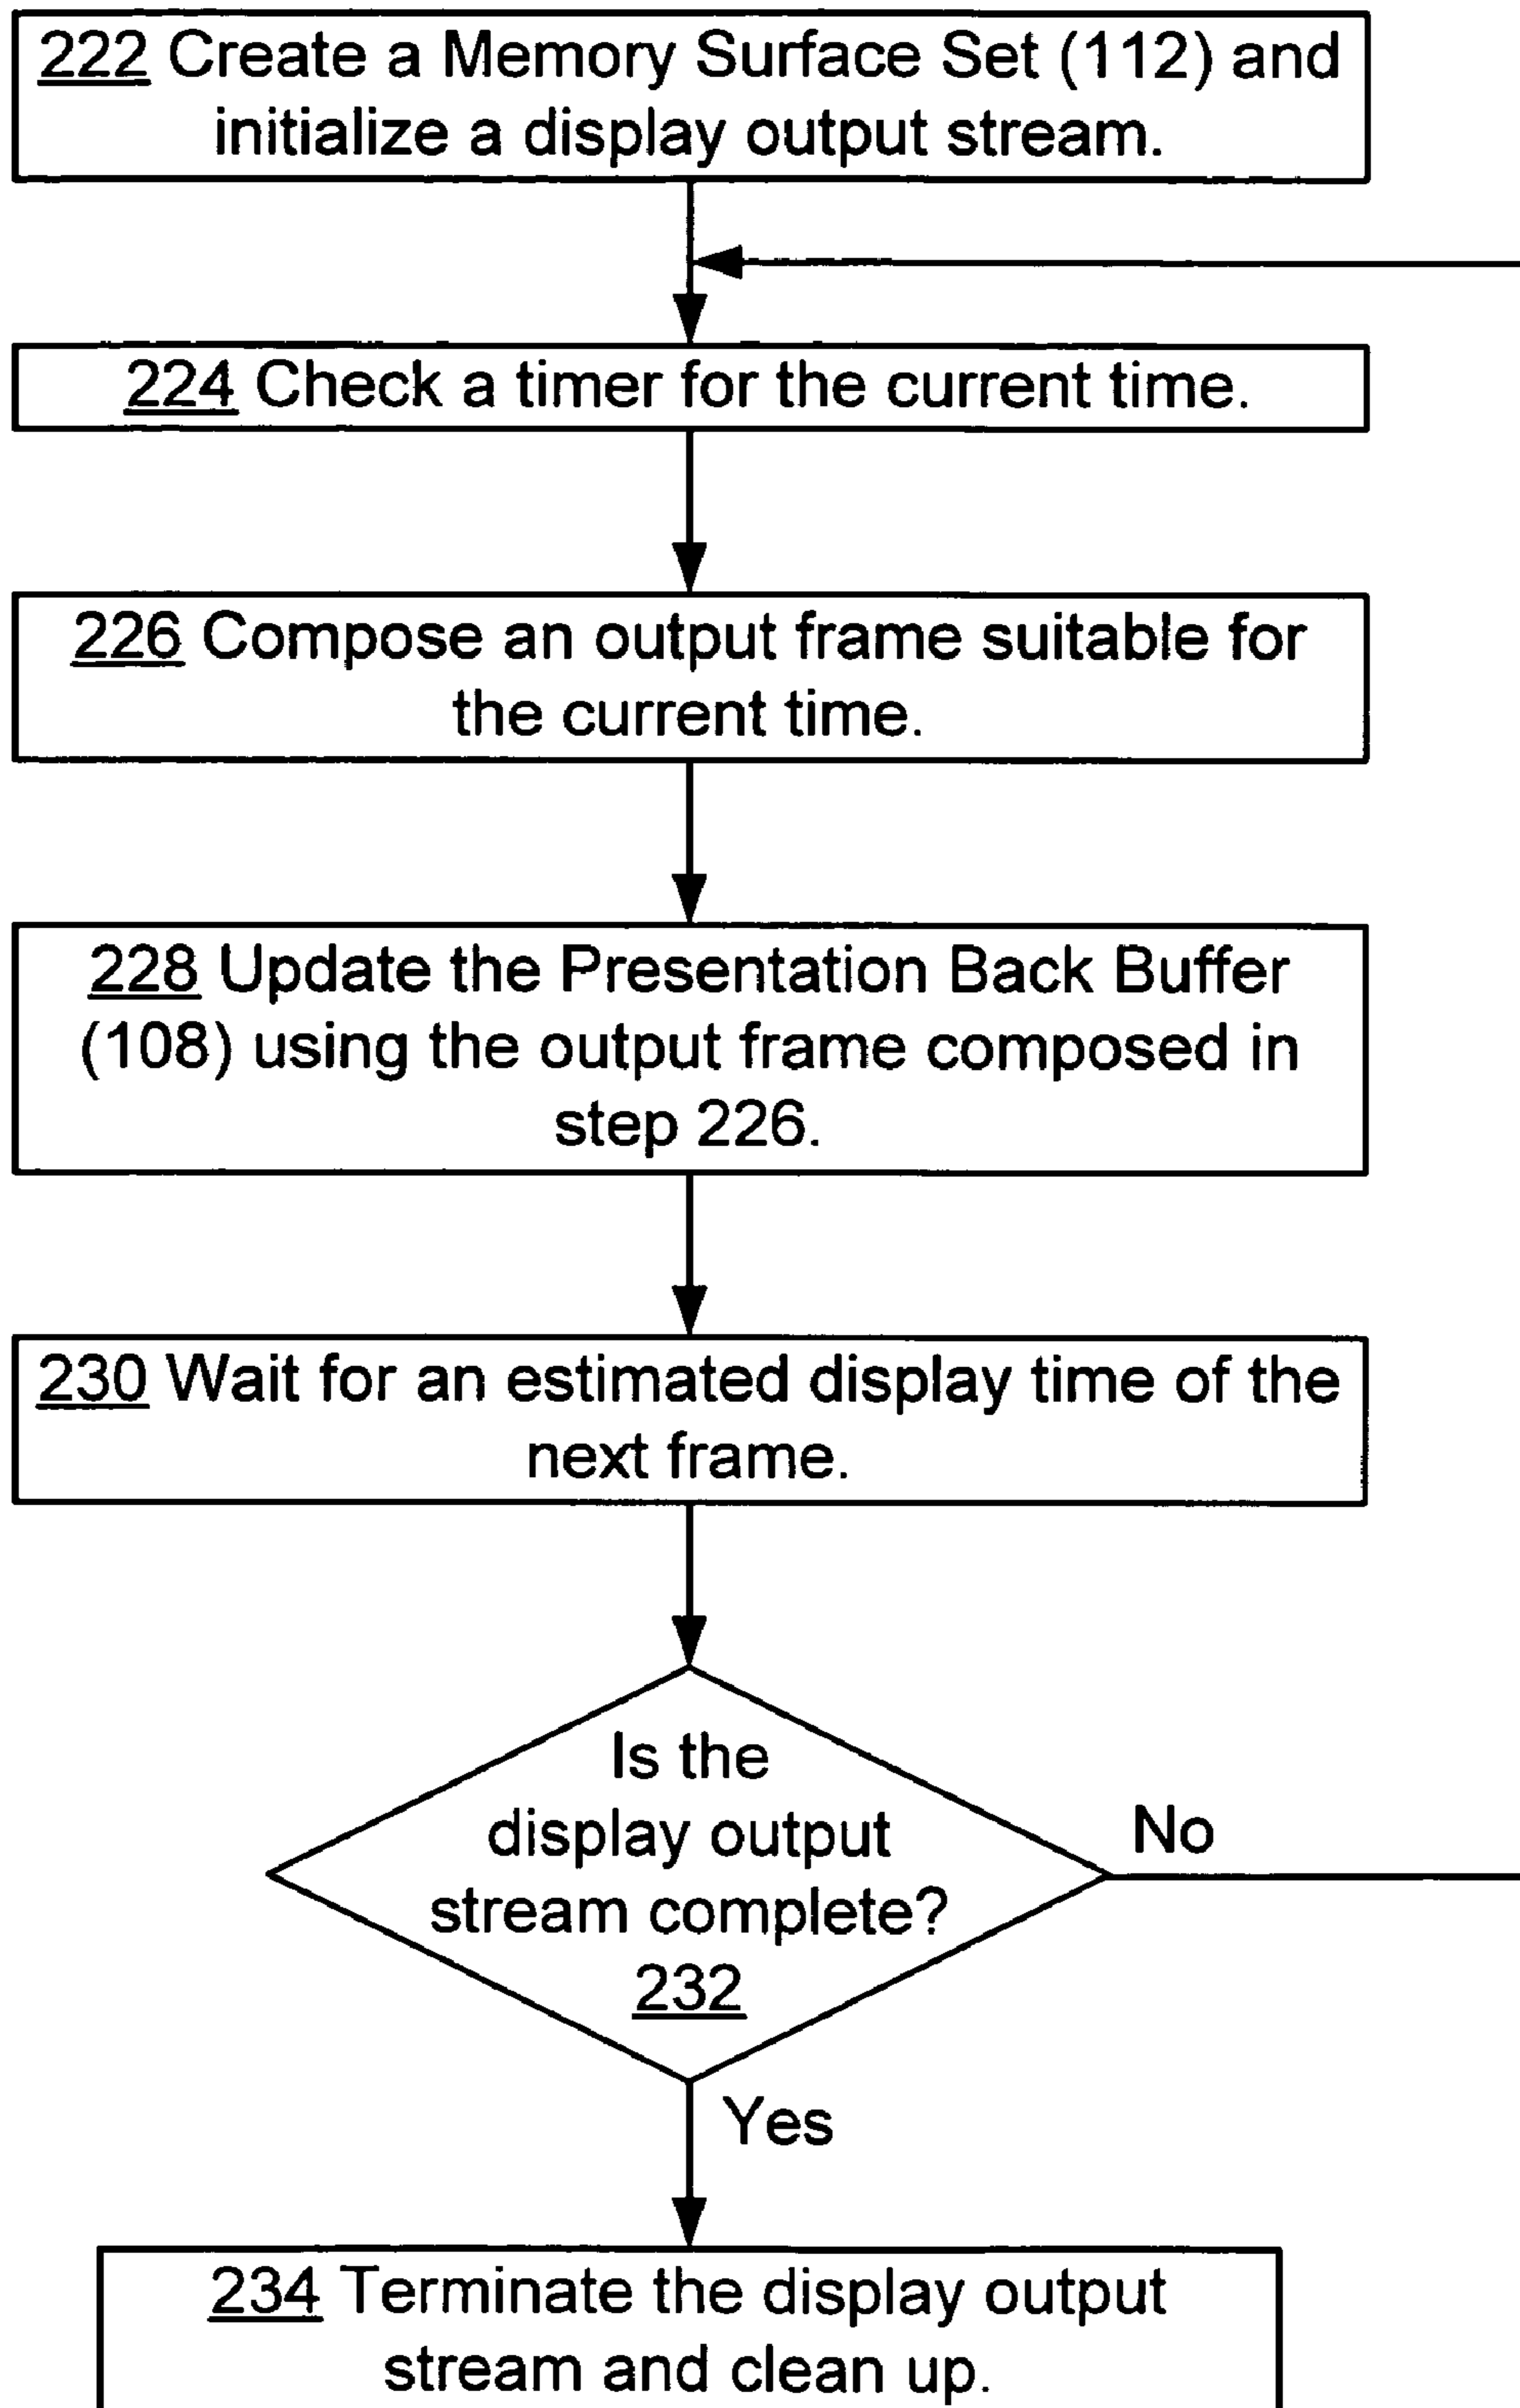 222 Create a Memory Surface Set (112) and
initialize a display output stream.
224 Check a timer for the current time.
226 Compose an output frame suitable for
the current time.
228 Update the Presentation Back Buffer
(108) using the output frame composed in
step 226.
230 Wait for an estimated display time of the
next frame.
Is the
display output
stream complete?
232
No
Yes
234 Terminate the display output
stream and clean up.